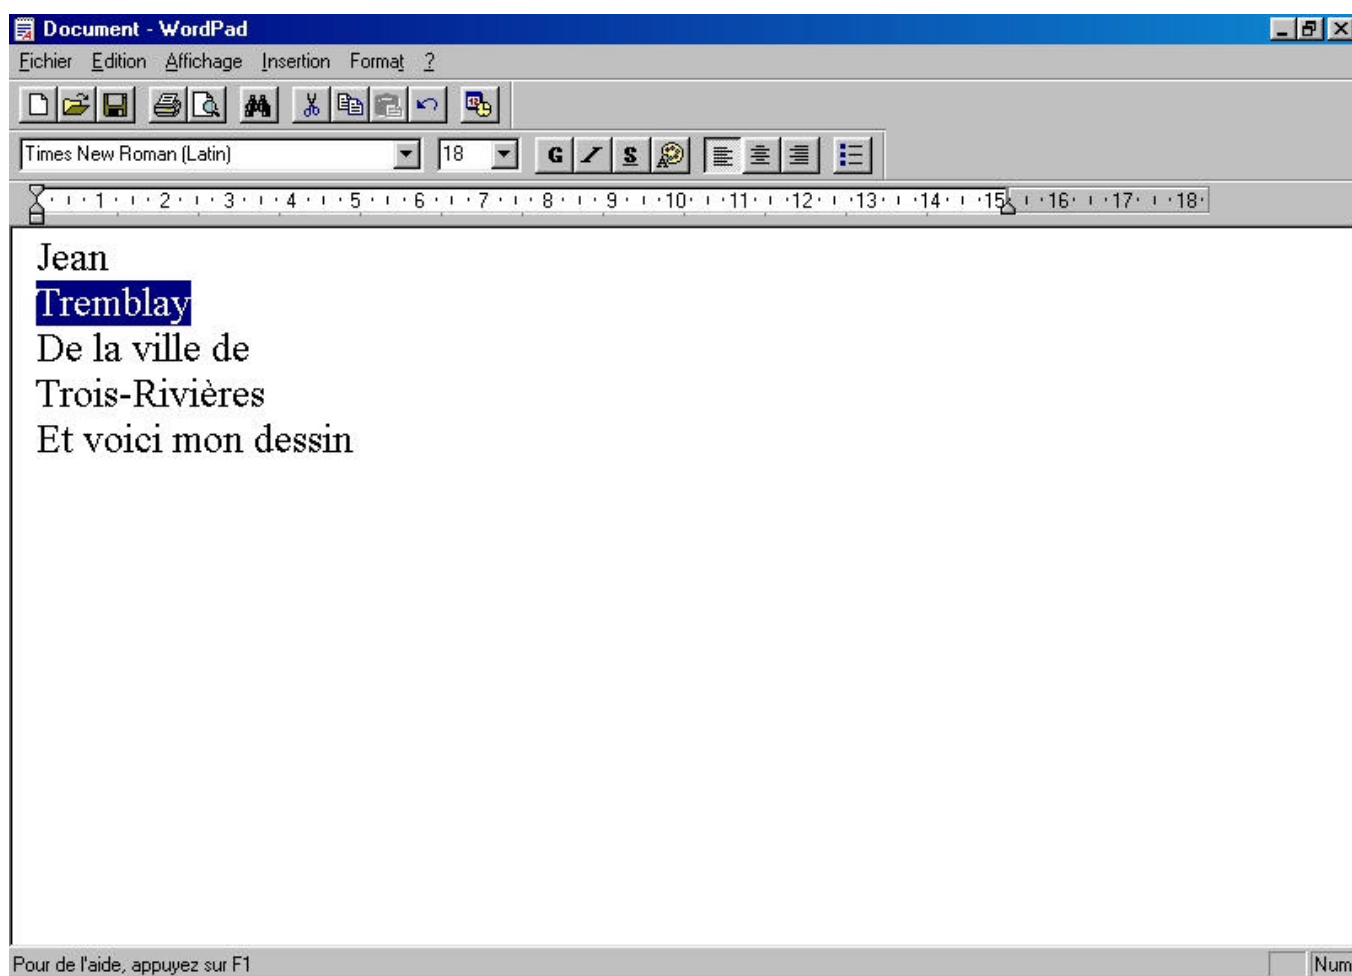 Document - WordPad
Fichier Edition Affichage Insertion Format ?
Times New Roman (Latin) 18 G I S
1 2 3 4 5 6 7 8 9 10 11 12 13 14 15 16 17 18
Jean
Tremblay
De la ville de
Trois-Rivières
Et voici mon dessin
Pour de l'aide, appuyez sur F1 Num